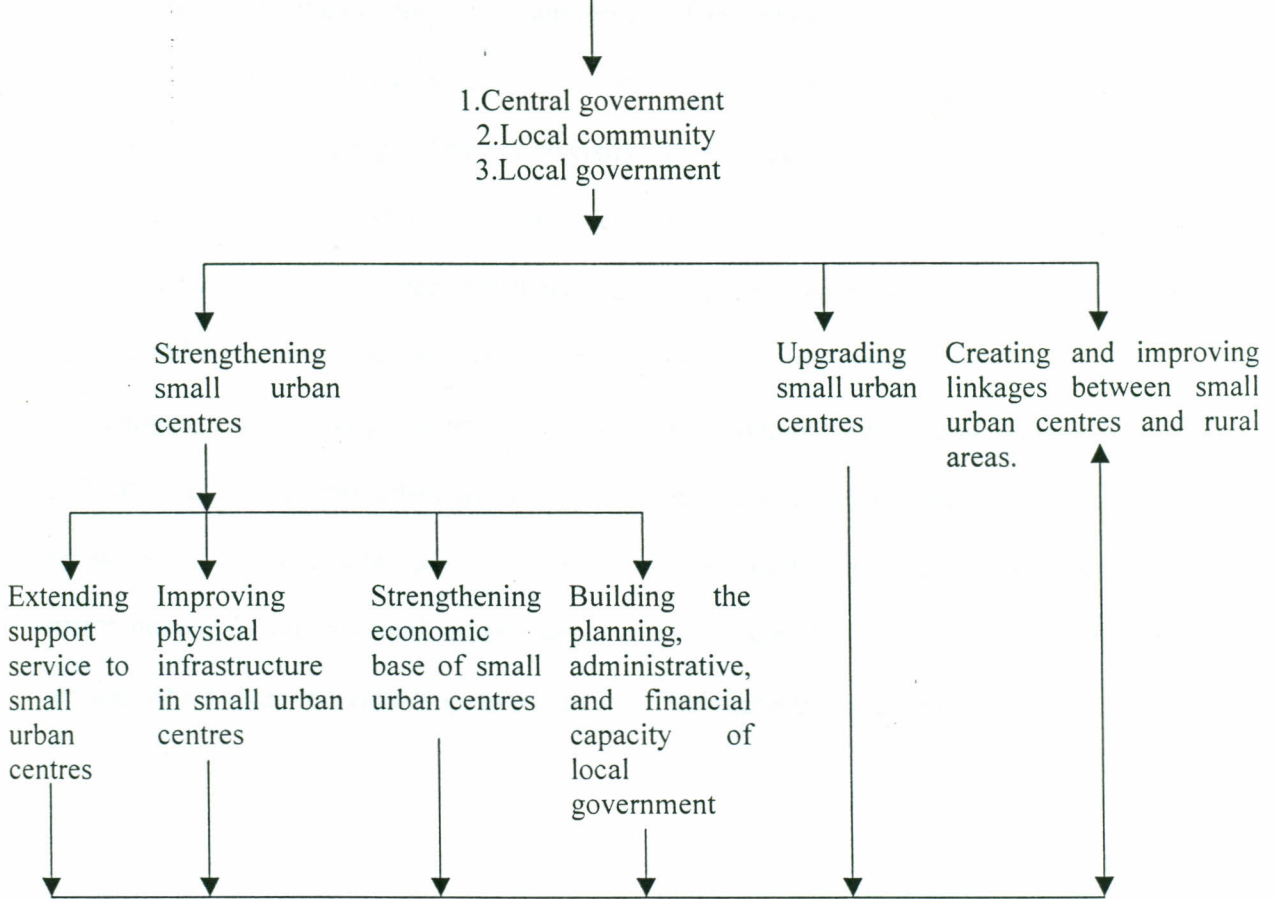 1.Central government
2.Local community
3.Local government
Strengthening
small urban
centres
Upgrading
small urban
centres
Creating and improving
linkages between small
urban centres and rural
areas.
Extending
support
service to
small
urban
centres
Improving
physical
infrastructure
in small urban
centres
Strengthening
economic
base of small
urban centres
Building the
planning,
administrative,
and financial
capacity of
local
government